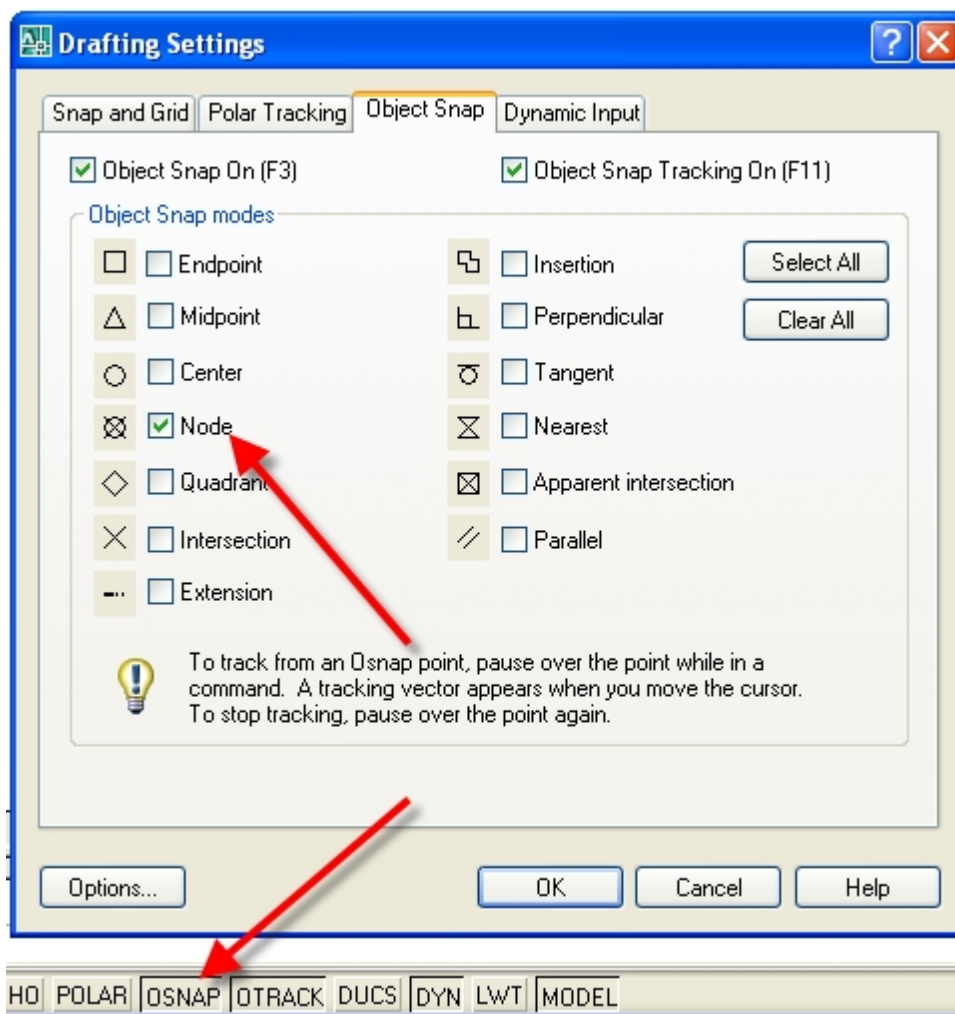 Drafting Settings
Snap and Grid Polar Tracking Object Snap Dynamic Input
Object Snap On (F3) Object Snap Tracking On (F11)
Object Snap modes
Endpoint Insertion Select All
Midpoint Perpendicular Clear All
Center Tangent
Node Nearest
Quadrant Apparent intersection
Intersection Parallel
Extension
To track from an Osnap point, pause over the point while in a
command. A tracking vector appears when you move the cursor.
To stop tracking, pause over the point again.
Options... OK Cancel Help
HO POLAR OSNAP OTRACK DUCS DYN LWT MODEL